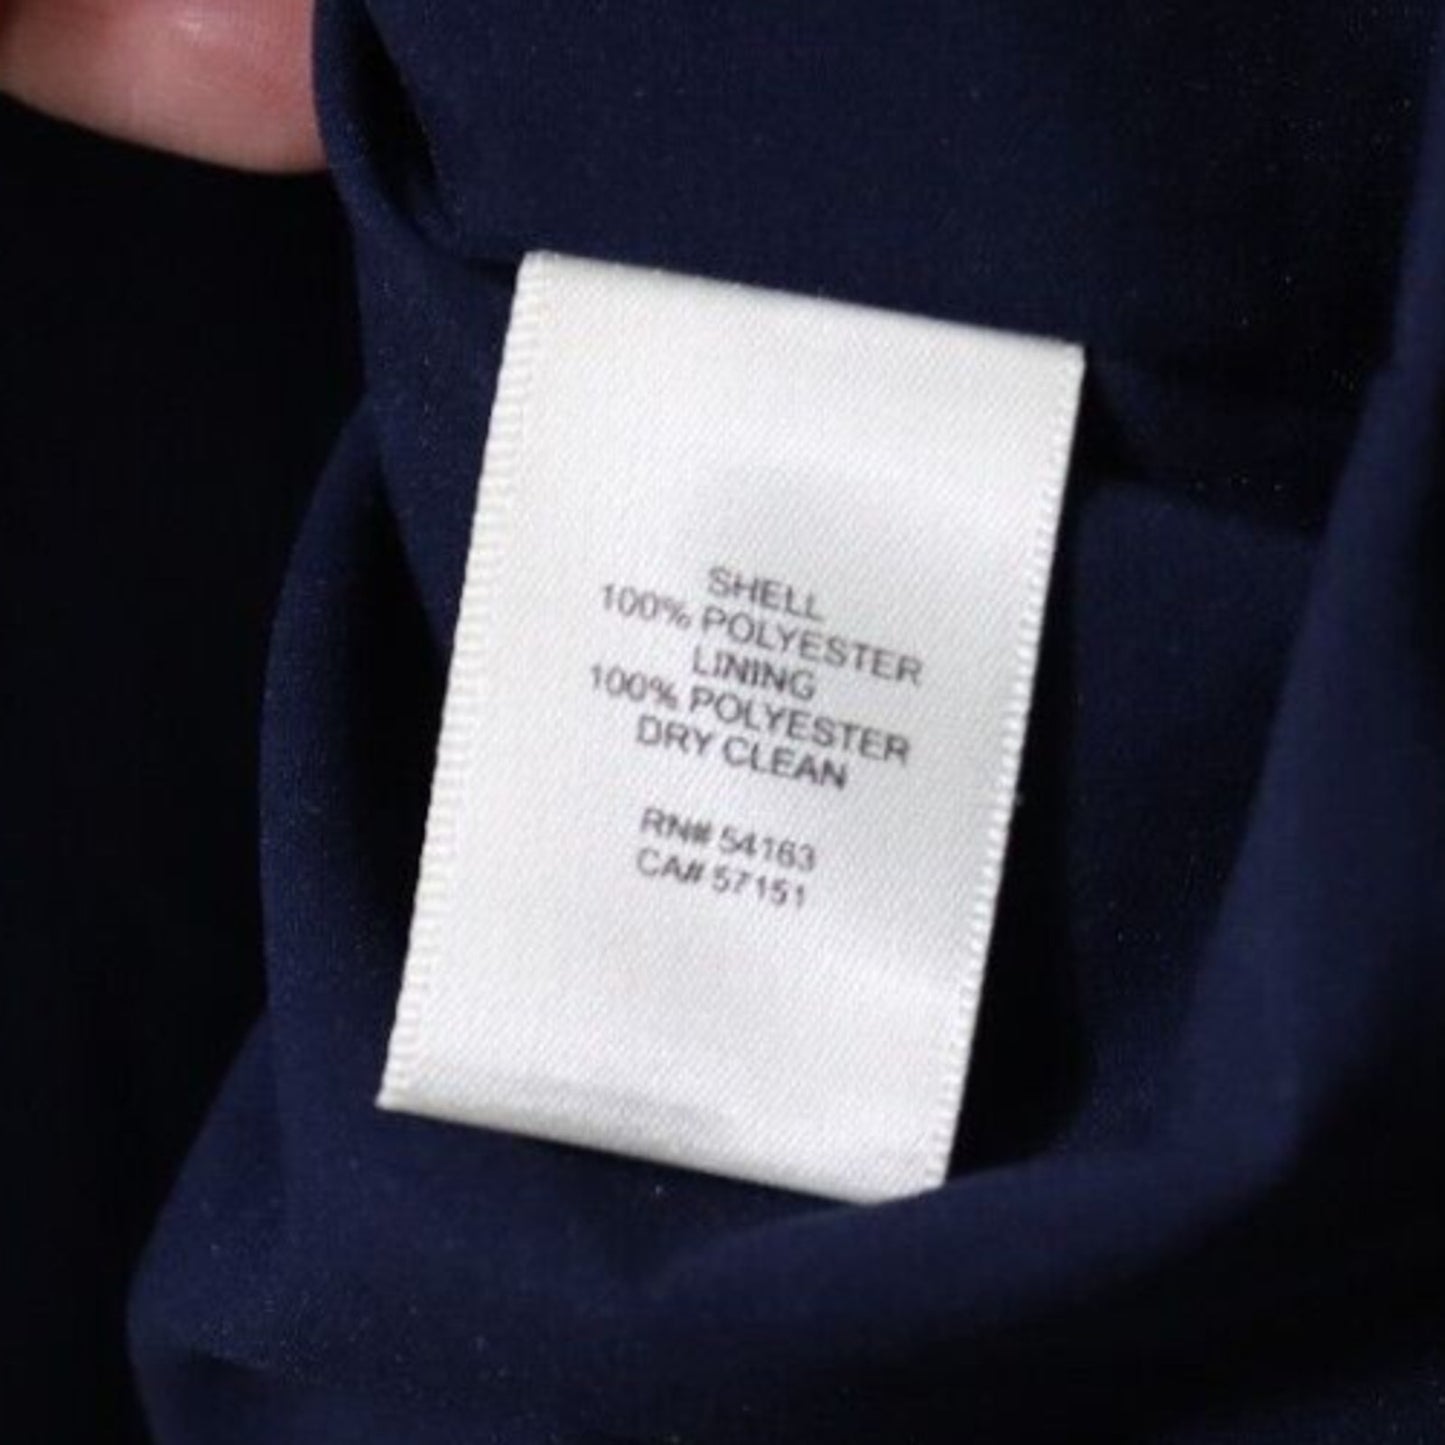 SHELL
100% POLYESTER
LINING
100% POLYESTER
DRY CLEAN
RN# 54163
CA# 57151